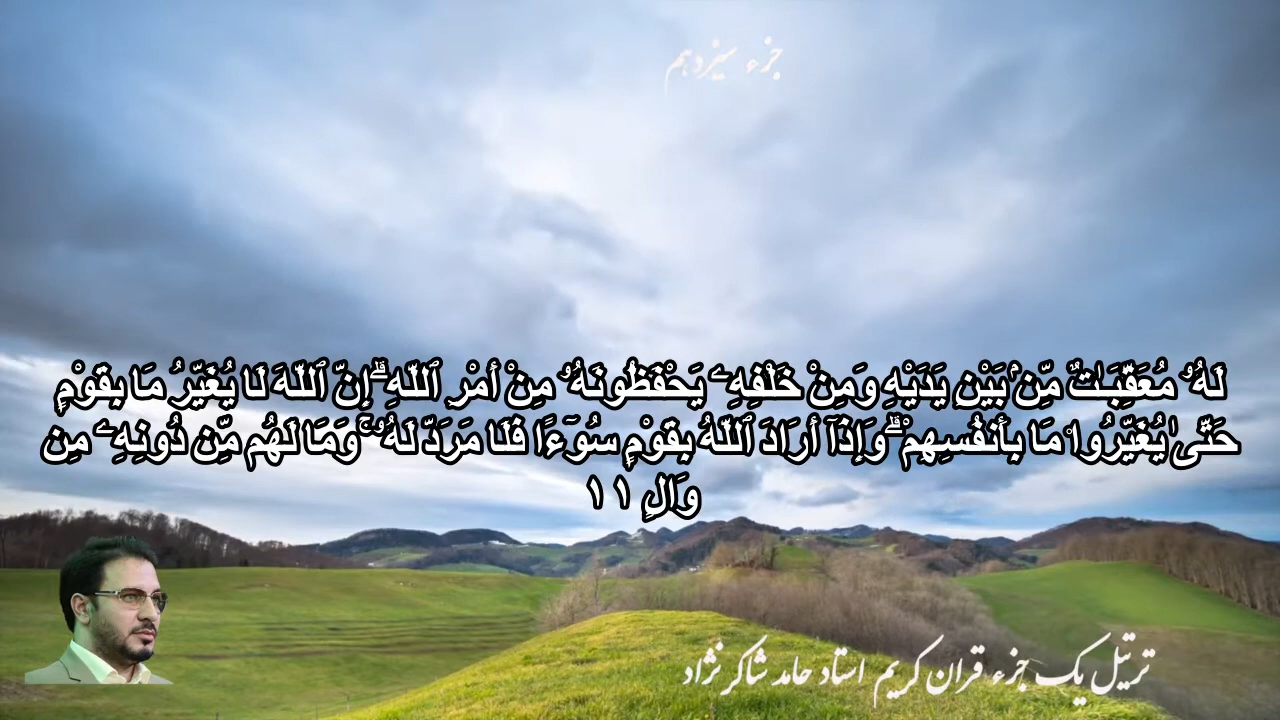 جزء سیزدهم
لَهُۥ مُعَقِّبَٰتٌ مِّنۢ بَيْنِ يَدَيْهِ وَمِنْ خَلْفِهِۦ يَحْفَظُونَهُۥ مِنْ أَمْرِ ٱللَّهِ ۗ إِنَّ ٱللَّهَ لَا يُغَيِّرُ مَا بِقَوْمٍ
حَتَّىٰ يُغَيِّرُوا۟ مَا بِأَنفُسِهِمْ ۗ وَإِذَآ أَرَادَ ٱللَّهُ بِقَوْمٍ سُوٓءًا فَلَا مَرَدَّ لَهُۥ ۚ وَمَا لَهُم مِّن دُونِهِۦ مِن
وَالٍ ١١
ترتیل یک جزء قران کریم استاد حامد شاکرنژاد